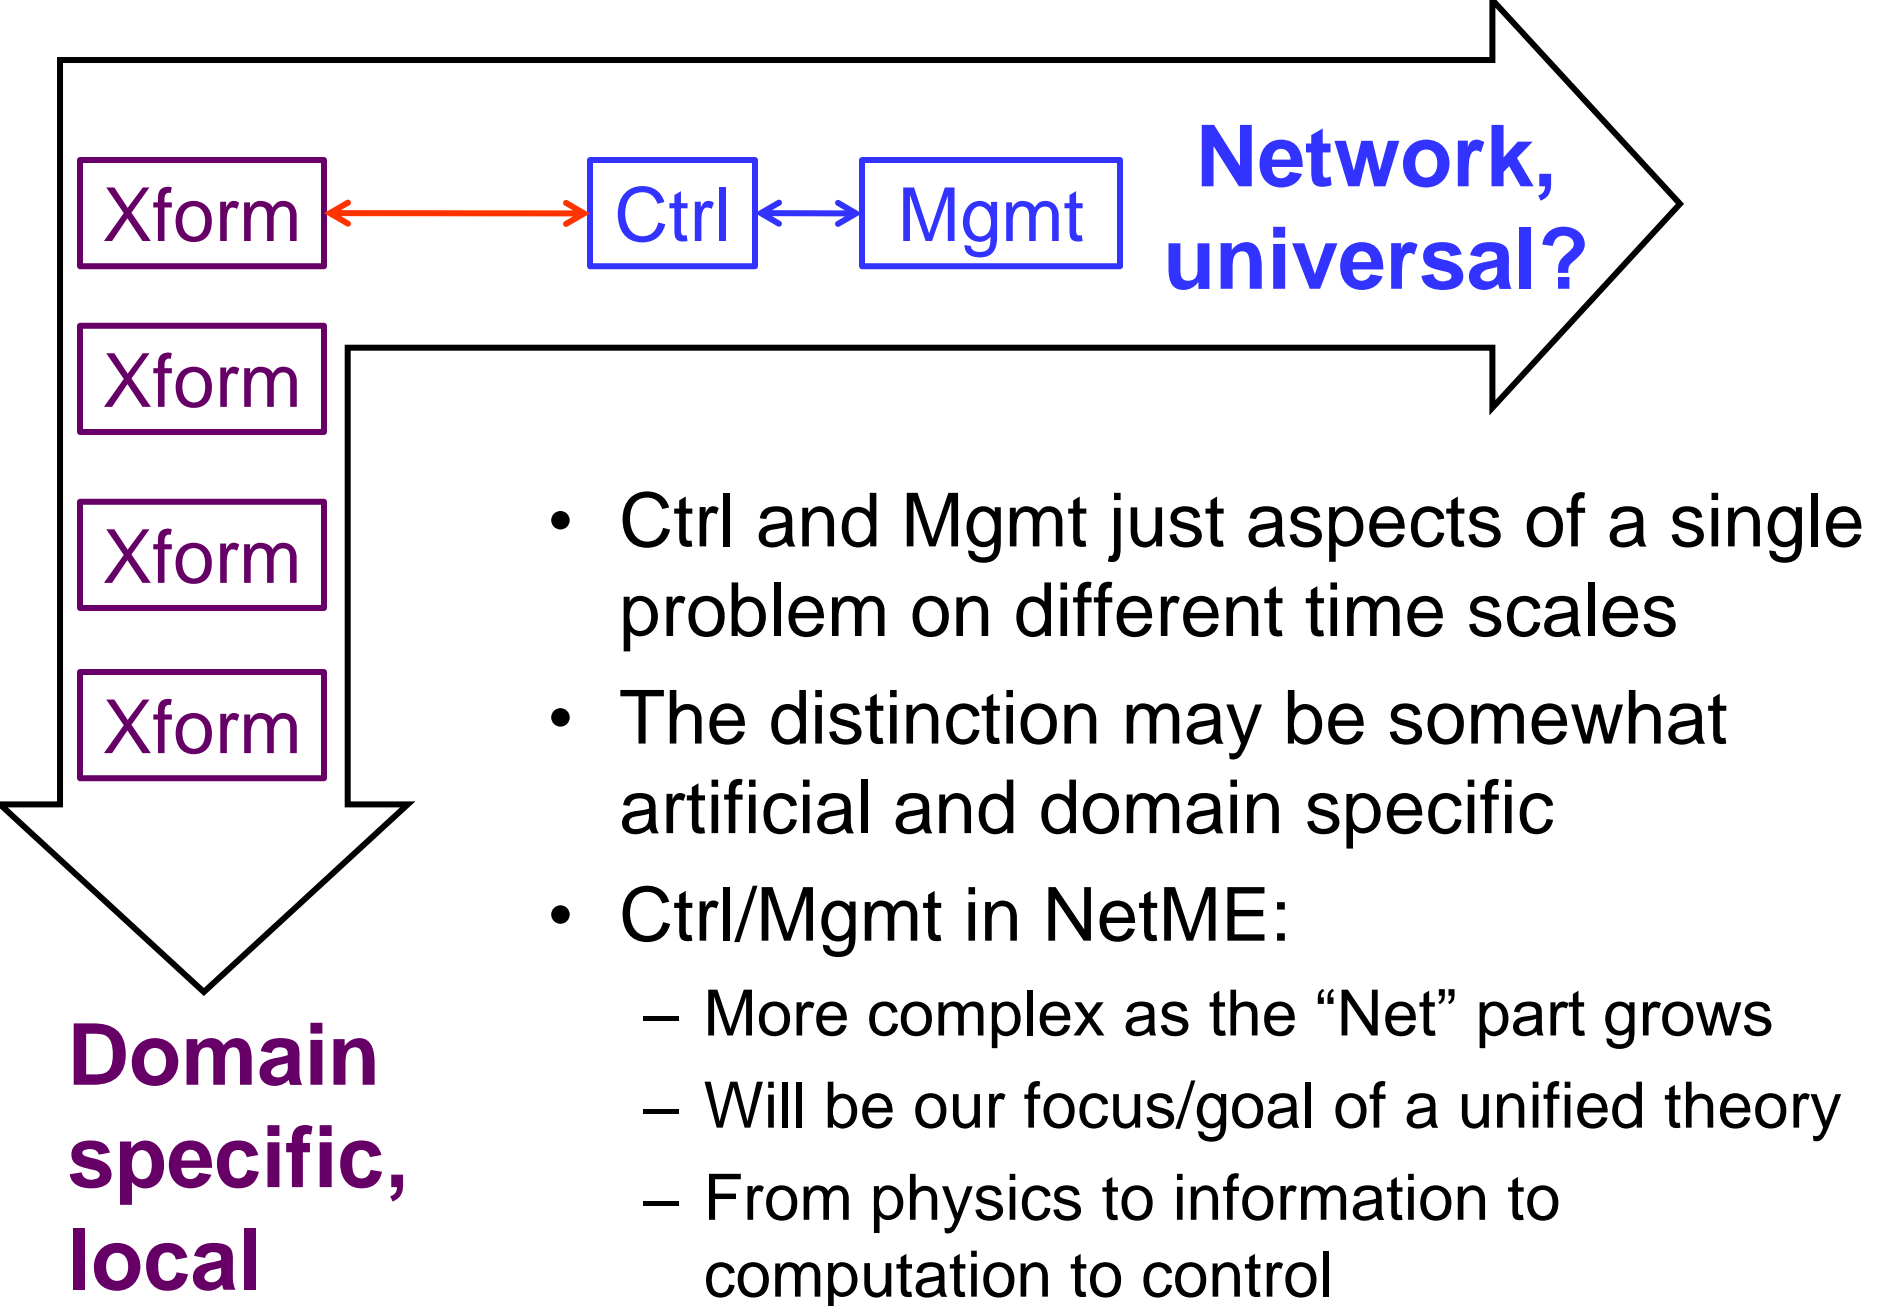 Xform
Ctrl
Mgmt
Network,
universal?
Xform
Xform
Xform
Domain
specific,
local
• Ctrl and Mgmt just aspects of a single
problem on different time scales
• The distinction may be somewhat
artificial and domain specific
• Ctrl/Mgmt in NetME:
– More complex as the “Net” part grows
– Will be our focus/goal of a unified theory
– From physics to information to
computation to control